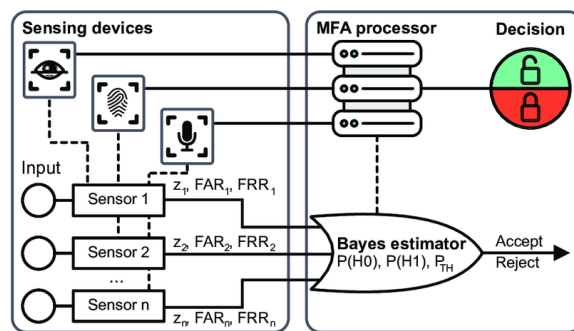 Sensing devices
MFA processor
Decision
Input
Sensor 1
z1, FAR1, FRR1
Sensor 2
z2, FAR2, FRR2
...
Sensor n
zn, FARn, FRRn
Bayes estimator
P(H0), P(H1), PTH
Accept
Reject